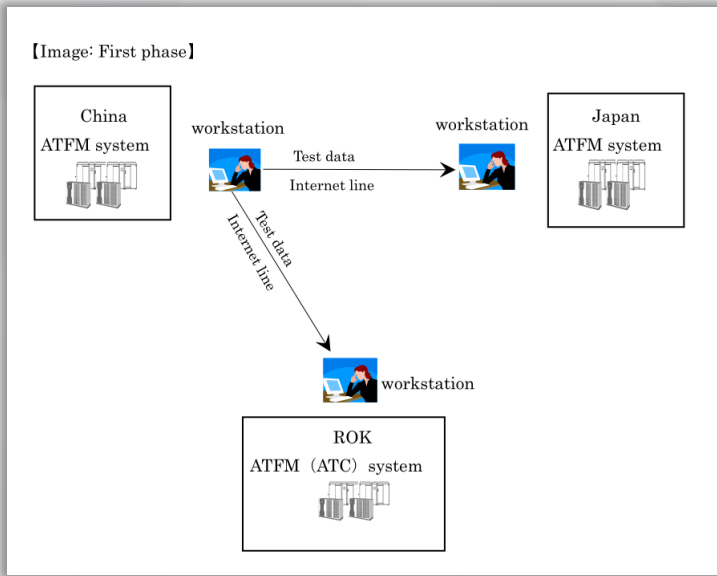 【Image: First phase】
China
ATFM system
workstation
workstation
Japan
ATFM system
Test data
Internet line
Test data
Internet line
workstation
ROK
ATFM（ATC）system